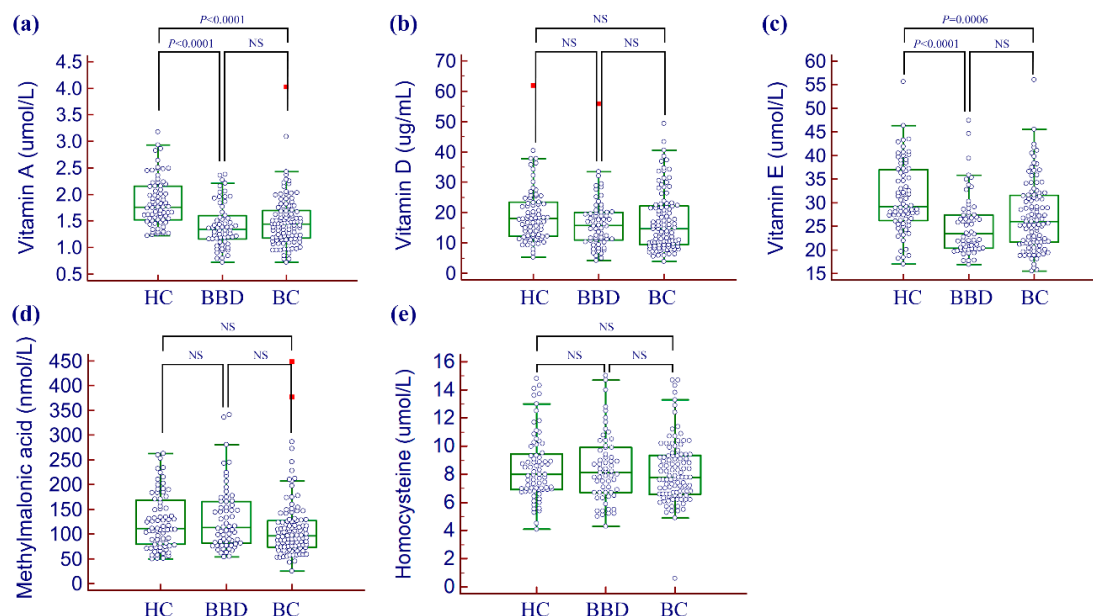 (a)
P<0.0001
P<0.0001
NS
Vitamin A (umol/L)
4.5
4.0
3.5
3.0
2.5
2.0
1.5
1.0
0.5
HC BBD BC
(b)
NS
NS
NS
Vitamin D (ug/mL)
70
60
50
40
30
20
10
0
HC BBD BC
(c)
P=0.0006
P<0.0001
NS
Vitamin E (umol/L)
60
55
50
45
40
35
30
25
20
15
HC BBD BC
(d)
NS
NS
NS
Methylmalonic acid (nmol/L)
450
400
350
300
250
200
150
100
50
0
HC BBD BC
(e)
NS
NS
NS
Homocysteine (umol/L)
16
14
12
10
8
6
4
2
0
HC BBD BC